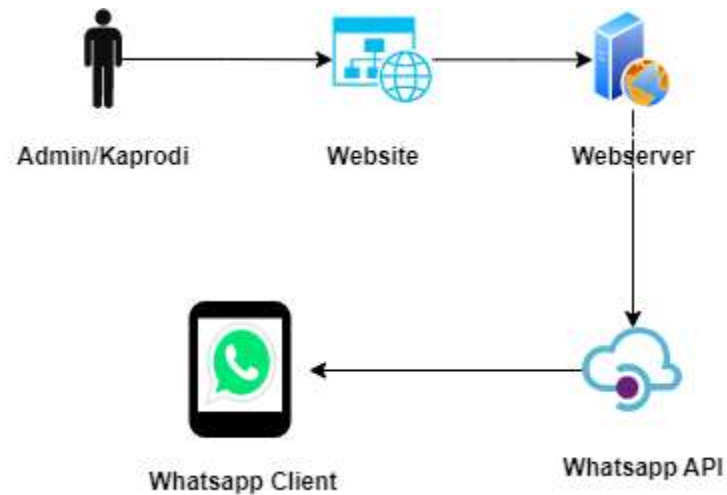 Admin/Kaprodi
Website
Webserver
Whatsapp Client
Whatsapp API